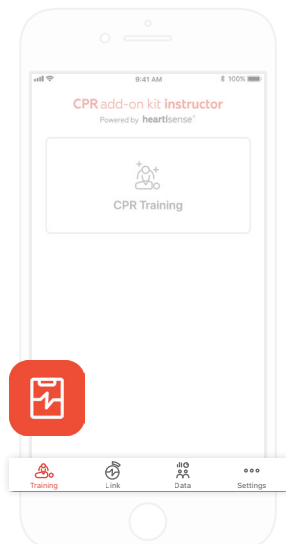 9:41 AM 100%
CPR add-on kit instructor
Powered by heartisense®
CPR Training
Training Link Data Settings